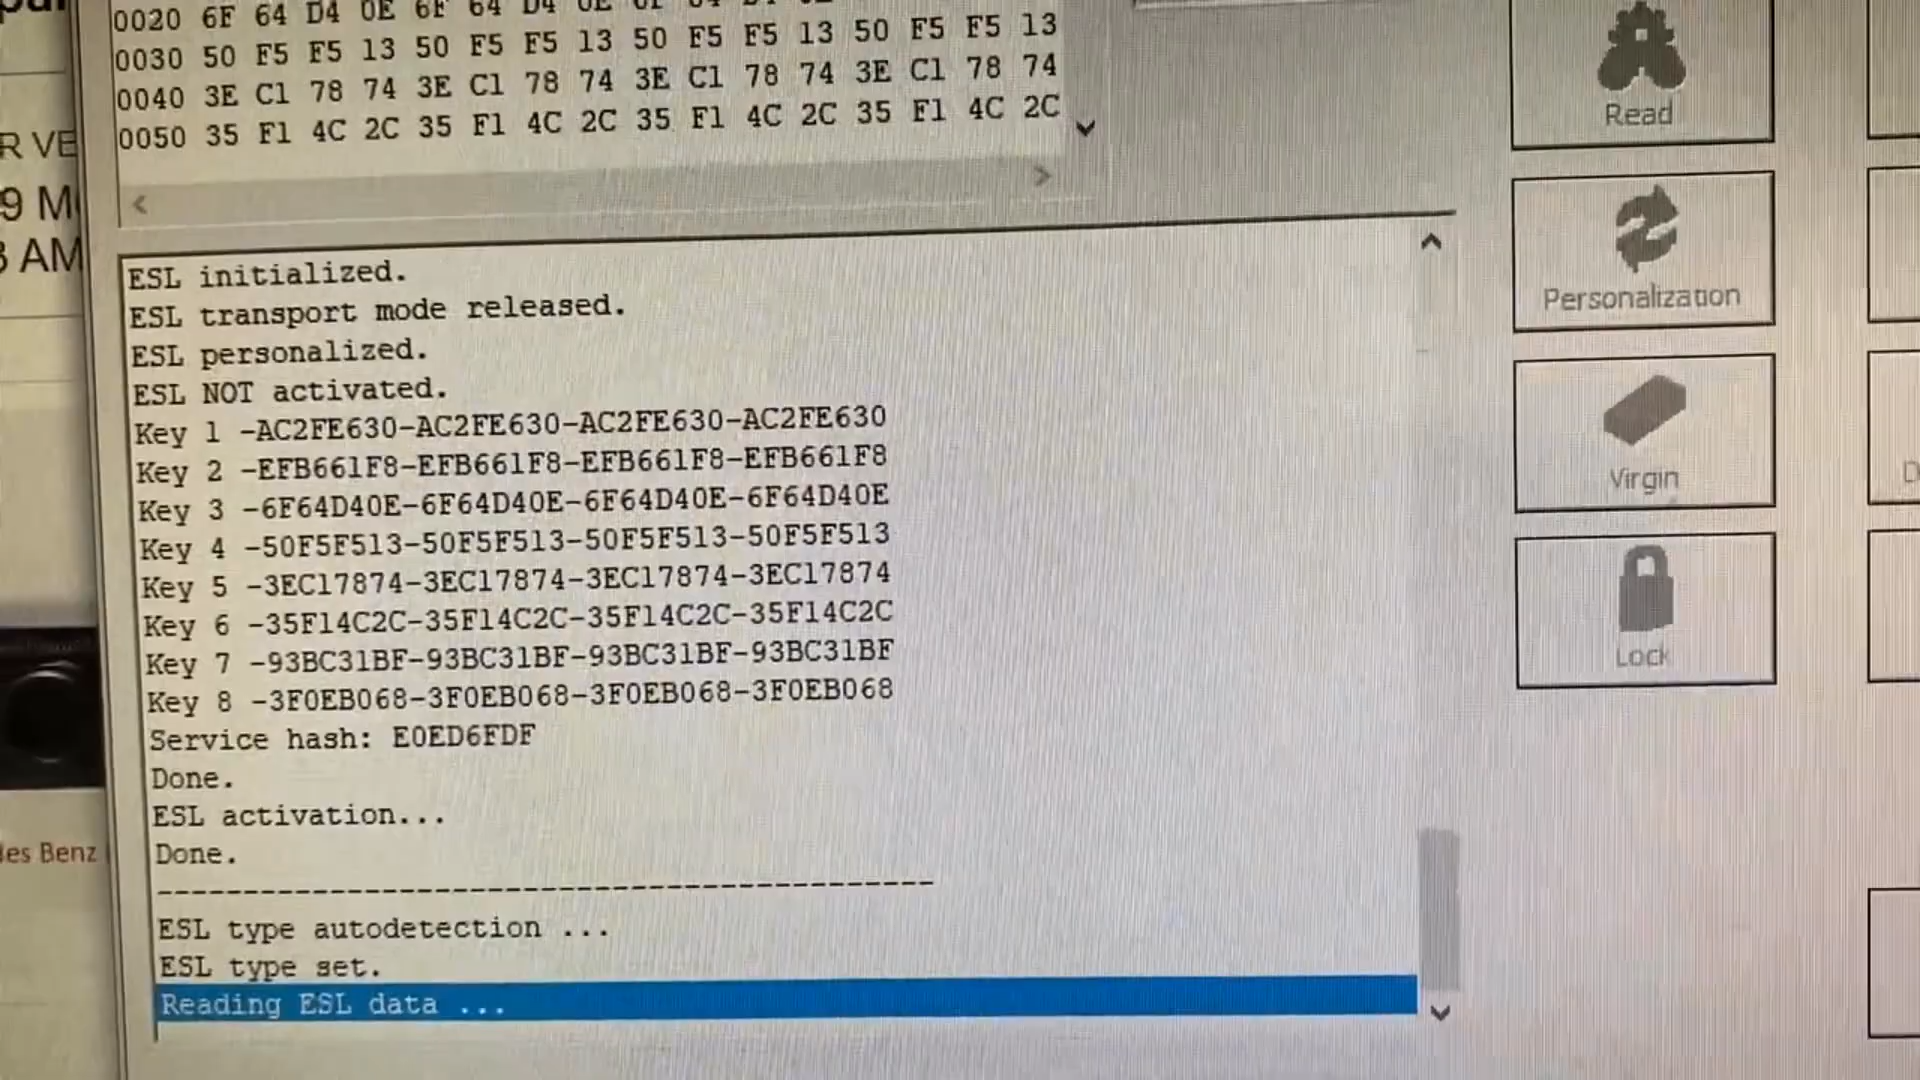 0020 6F 64 D4 0E 6F 64 D4 0E
0030 50 F5 F5 13 50 F5 F5 13 50 F5 F5 13 50 F5 F5 13
0040 3E C1 78 74 3E C1 78 74 3E C1 78 74 3E C1 78 74
0050 35 F1 4C 2C 35 F1 4C 2C 35 F1 4C 2C 35 F1 4C 2C
R VE
9 M
AM
ESL initialized.
ESL transport mode released.
ESL personalized.
ESL NOT activated.
Key 1 -AC2FE630-AC2FE630-AC2FE630-AC2FE630
Key 2 -EFB661F8-EFB661F8-EFB661F8-EFB661F8
Key 3 -6F64D40E-6F64D40E-6F64D40E-6F64D40E
Key 4 -50F5F513-50F5F513-50F5F513-50F5F513
Key 5 -3EC17874-3EC17874-3EC17874-3EC17874
Key 6 -35F14C2C-35F14C2C-35F14C2C-35F14C2C
Key 7 -93BC31BF-93BC31BF-93BC31BF-93BC31BF
Key 8 -3F0EB068-3F0EB068-3F0EB068-3F0EB068
Service hash: E0ED6FDF
Done.
ESL activation...
Done.
---------------------------------------------
ESL type autodetection ...
ESL type set.
Reading ESL data ...
des Benz
Read
Personalization
Virgin
Lock